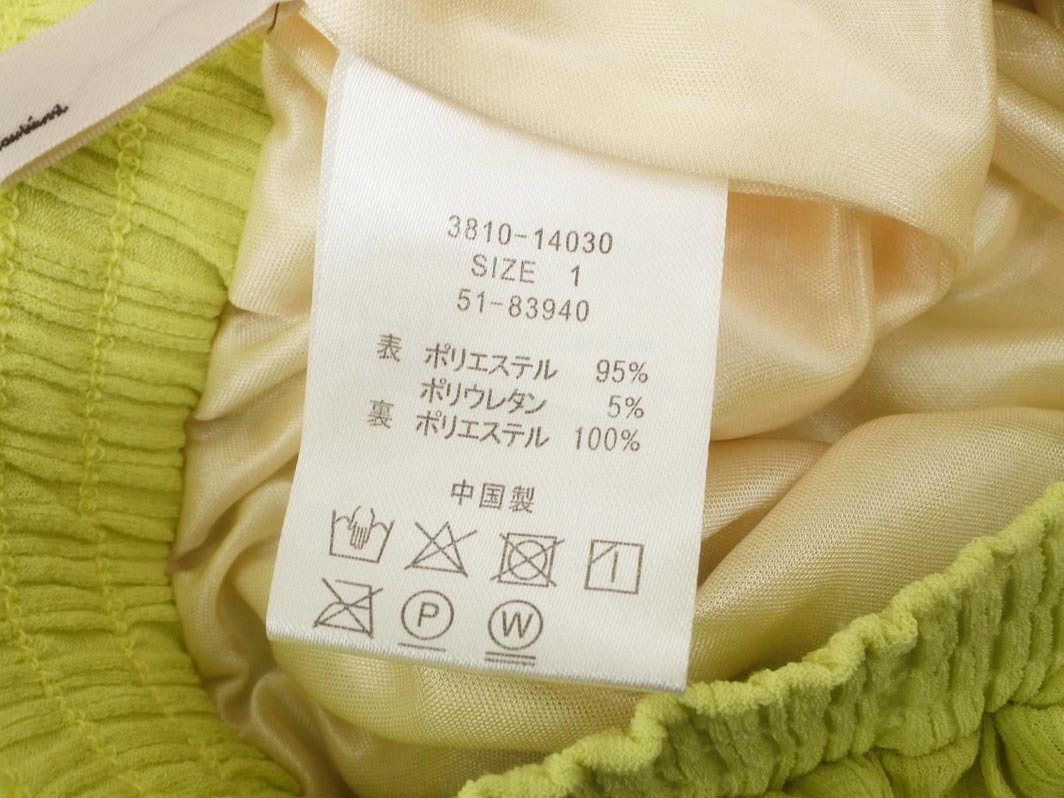 3810-14030
SIZE 1
51-83940
表 ポリエステル 95%
ポリウレタン 5%
裏 ポリエステル 100%
中国製
P W